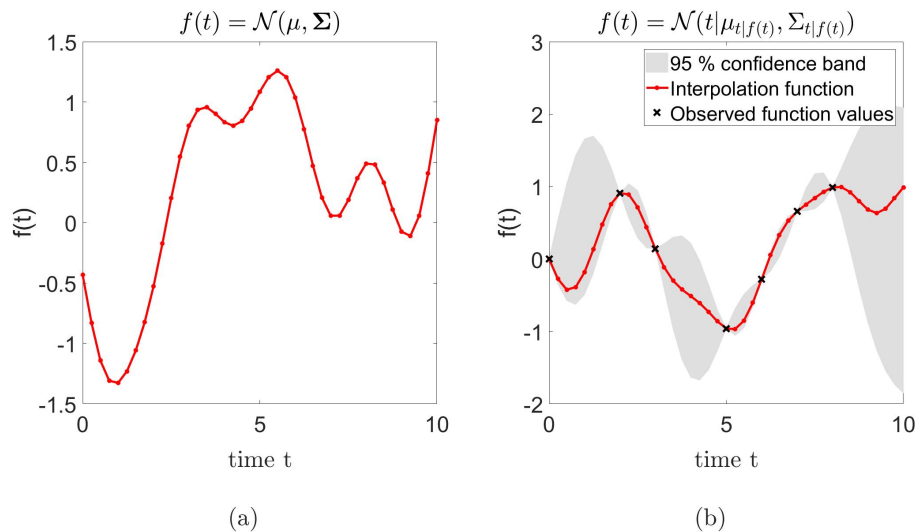 f(t) = 𝒩(μ, Σ)
1.5
1
0.5
0
-0.5
-1
-1.5
f(t)
0 5 10
time t
(a)
f(t) = 𝒩(t|μ_{t|f(t)}, Σ_{t|f(t)})
95 % confidence band
Interpolation function
Observed function values
3
2
1
0
-1
-2
f(t)
0 5 10
time t
(b)